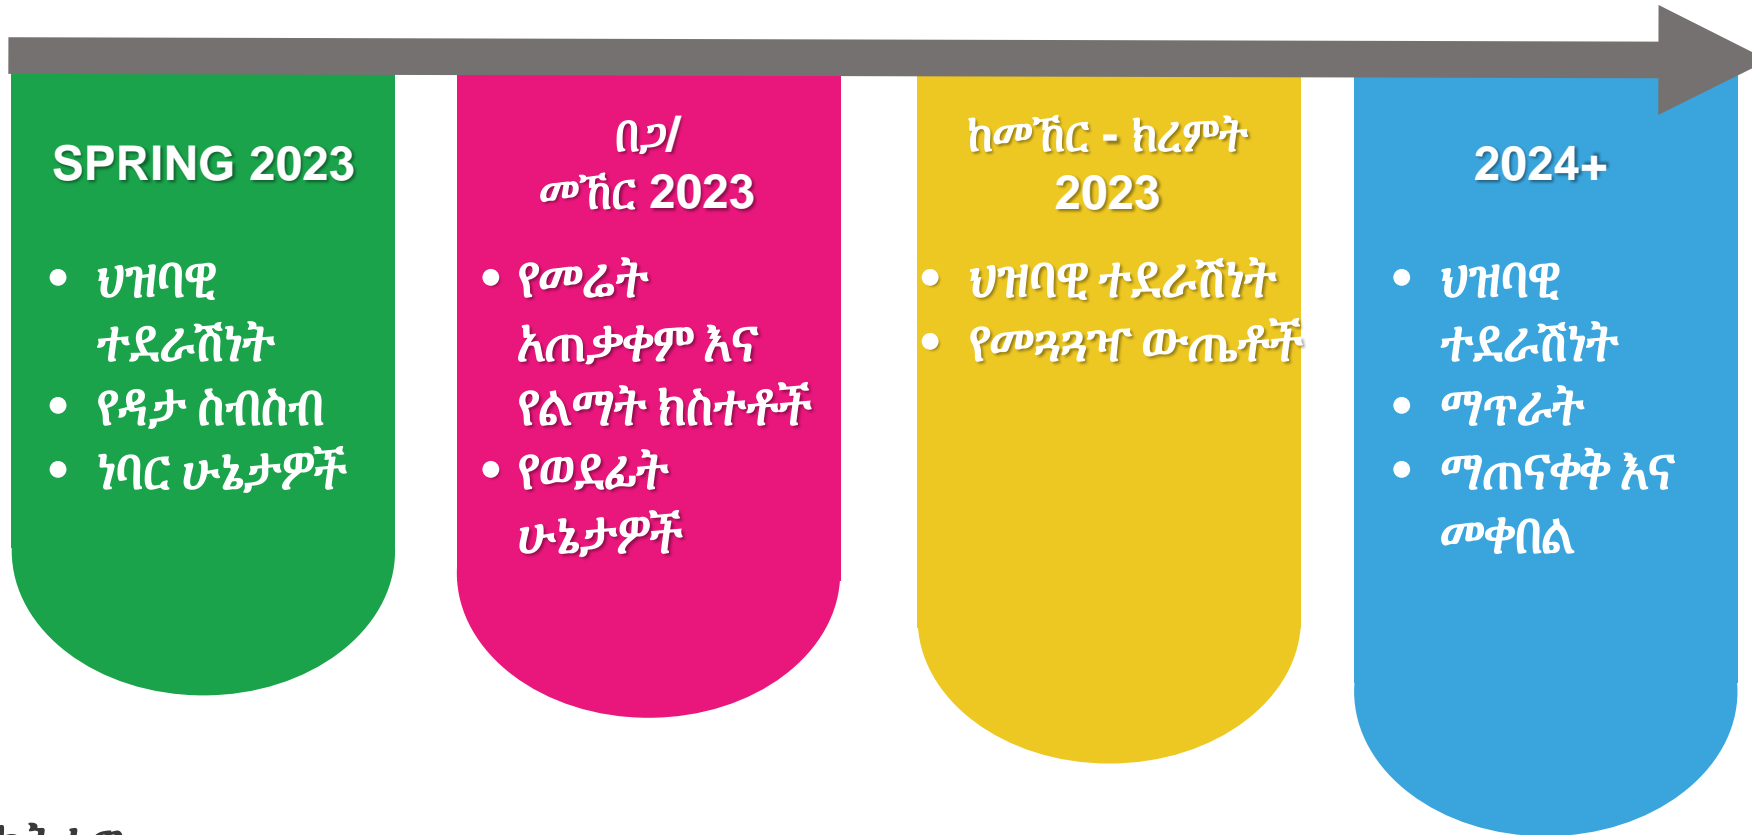 SPRING 2023
• ህዝባዊ
ተደራሽነት
• የዳታ ስብስብ
• ነባር ሁኔታዎች
በጋ/
መኸር 2023
• የመሬት
አጠቃቀም እና
የልማት ክስተቶች
• የወደፊት
ሁኔታዎች
ከመኸር - ክረምት
2023
• ህዝባዊ ተደራሽነት
• የመጓጓዣ ውጤቶች
2024+
• ህዝባዊ
ተደራሽነት
• ማጥራት
• ማጠናቀቅ እና
መቀበል